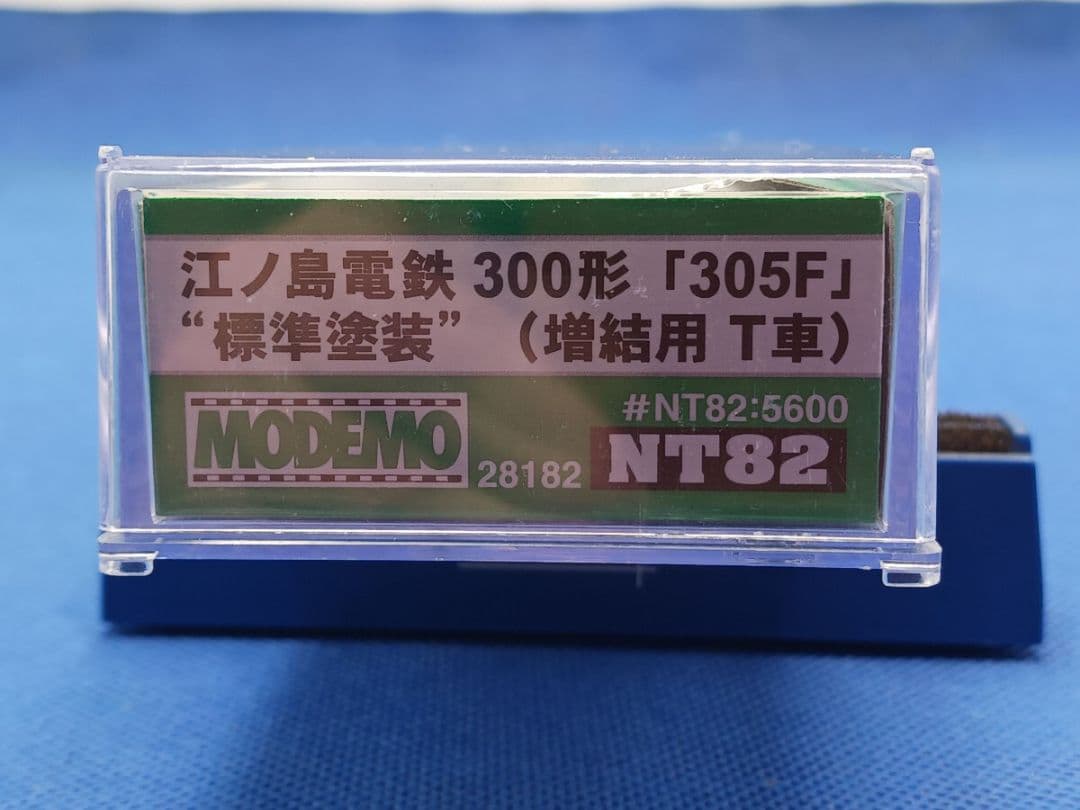 江ノ島電鉄 300形「305F」
“標準塗装” （増結用 T車）
#NT82:5600
MODEMO 28182 NT82